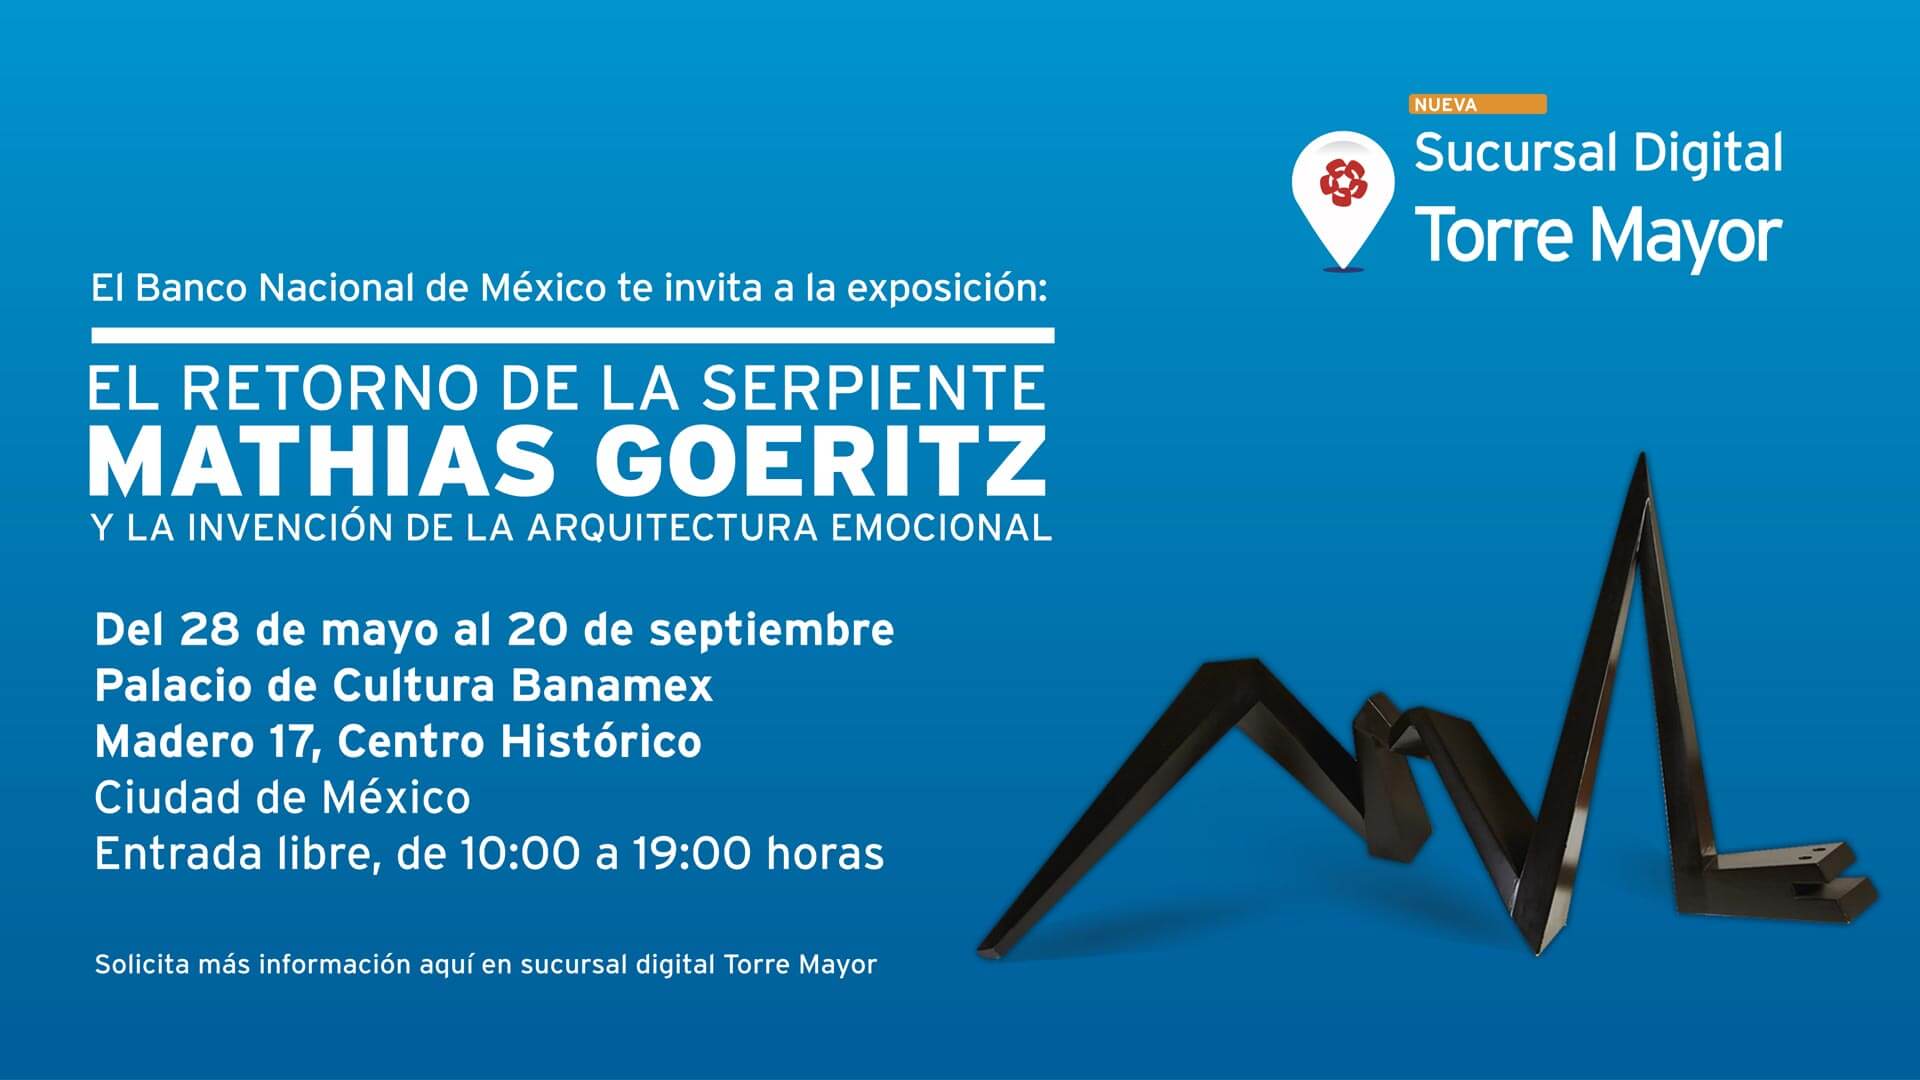 NUEVA
Sucursal Digital
Torre Mayor
El Banco Nacional de México te invita a la exposición:
EL RETORNO DE LA SERPIENTE
MATHIAS GOERITZ
Y LA INVENCIÓN DE LA ARQUITECTURA EMOCIONAL
Del 28 de mayo al 20 de septiembre
Palacio de Cultura Banamex
Madero 17, Centro Histórico
Ciudad de México
Entrada libre, de 10:00 a 19:00 horas
Solicita más información aquí en sucursal digital Torre Mayor